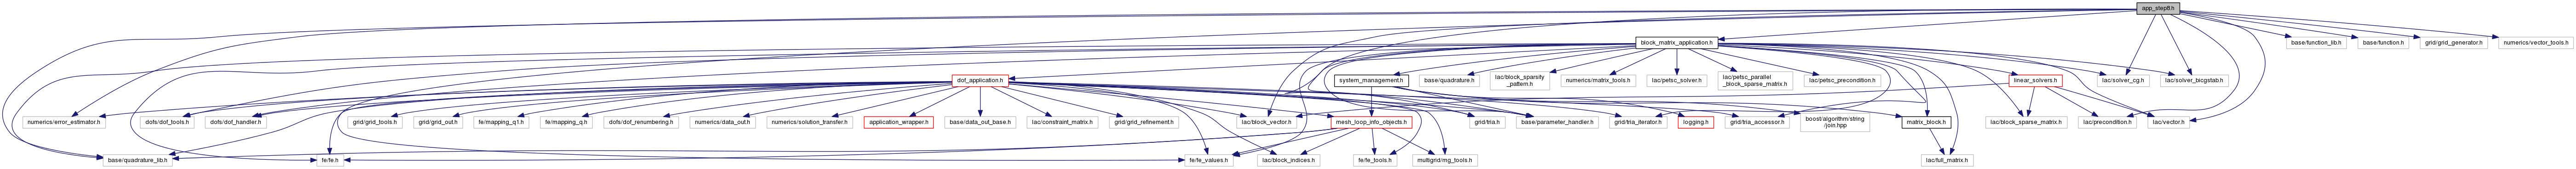 app_step8.h
block_matrix_application.h
base/function_lib.h
base/function.h
grid/grid_generator.h
numerics/vector_tools.h
dof_application.h
system_management.h
base/quadrature.h
lac/block_sparsity
_pattern.h
numerics/matrix_tools.h
lac/petsc_solver.h
lac/petsc_parallel
_block_sparse_matrix.h
lac/petsc_precondition.h
linear_solvers.h
lac/solver_cg.h
lac/solver_bicgstab.h
numerics/error_estimator.h
dofs/dof_tools.h
dofs/dof_handler.h
grid/grid_tools.h
grid/grid_out.h
fe/mapping_q1.h
fe/mapping_q.h
dofs/dof_renumbering.h
numerics/data_out.h
numerics/solution_transfer.h
application_wrapper.h
base/data_out_base.h
lac/constraint_matrix.h
grid/grid_refinement.h
lac/block_vector.h
mesh_loop_info_objects.h
grid/tria.h
base/parameter_handler.h
grid/tria_iterator.h
logging.h
grid/tria_accessor.h
boost/algorithm/string
/join.hpp
matrix_block.h
lac/block_sparse_matrix.h
lac/precondition.h
lac/vector.h
base/quadrature_lib.h
fe/fe.h
fe/fe_values.h
lac/block_indices.h
fe/fe_tools.h
multigrid/mg_tools.h
lac/full_matrix.h